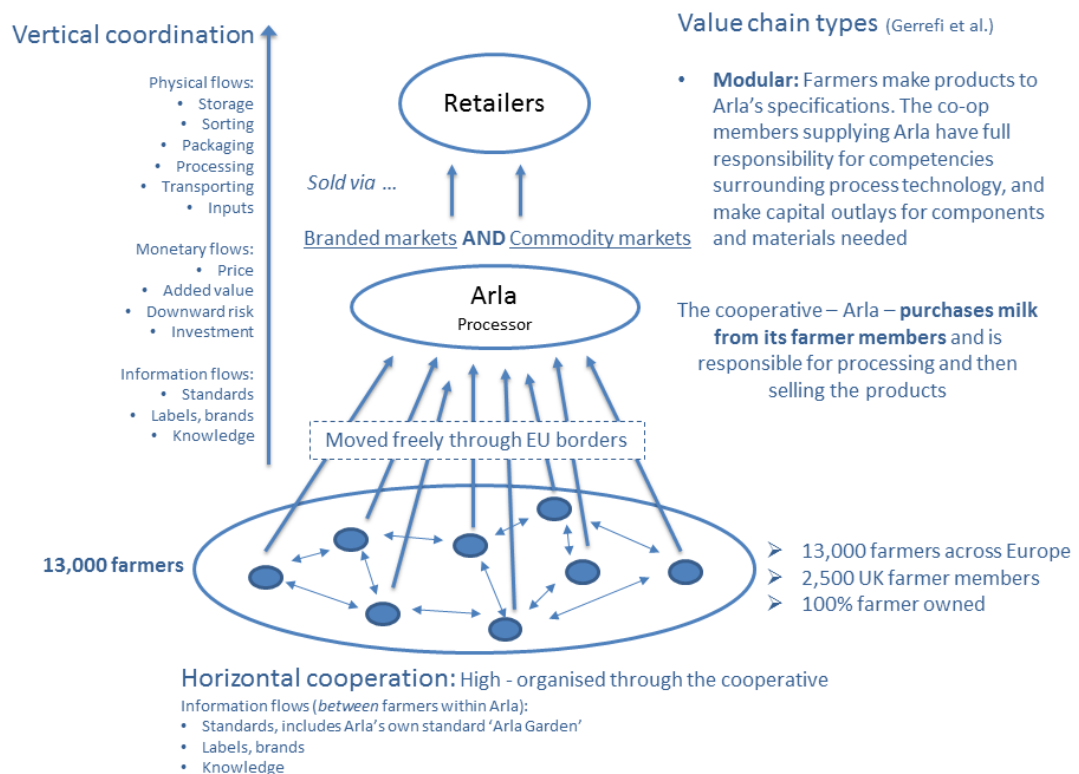 Vertical coordination
Physical flows:
• Storage
• Sorting
• Packaging
• Processing
• Transporting
• Inputs
Monetary flows:
• Price
• Added value
• Downward risk
• Investment
Information flows:
• Standards
• Labels, brands
• Knowledge
Retailers
Sold via ...
Branded markets AND Commodity markets
Arla
Processor
Moved freely through EU borders
Value chain types (Gerrefi et al.)
• Modular: Farmers make products to
Arla's specifications. The co-op
members supplying Arla have full
responsibility for competencies
surrounding process technology, and
make capital outlays for components
and materials needed
The cooperative – Arla – purchases milk
from its farmer members and is
responsible for processing and then
selling the products
13,000 farmers
➢ 13,000 farmers across Europe
➢ 2,500 UK farmer members
➢ 100% farmer owned
Horizontal cooperation: High - organised through the cooperative
Information flows (between farmers within Arla):
• Standards, includes Arla's own standard 'Arla Garden'
• Labels, brands
• Knowledge